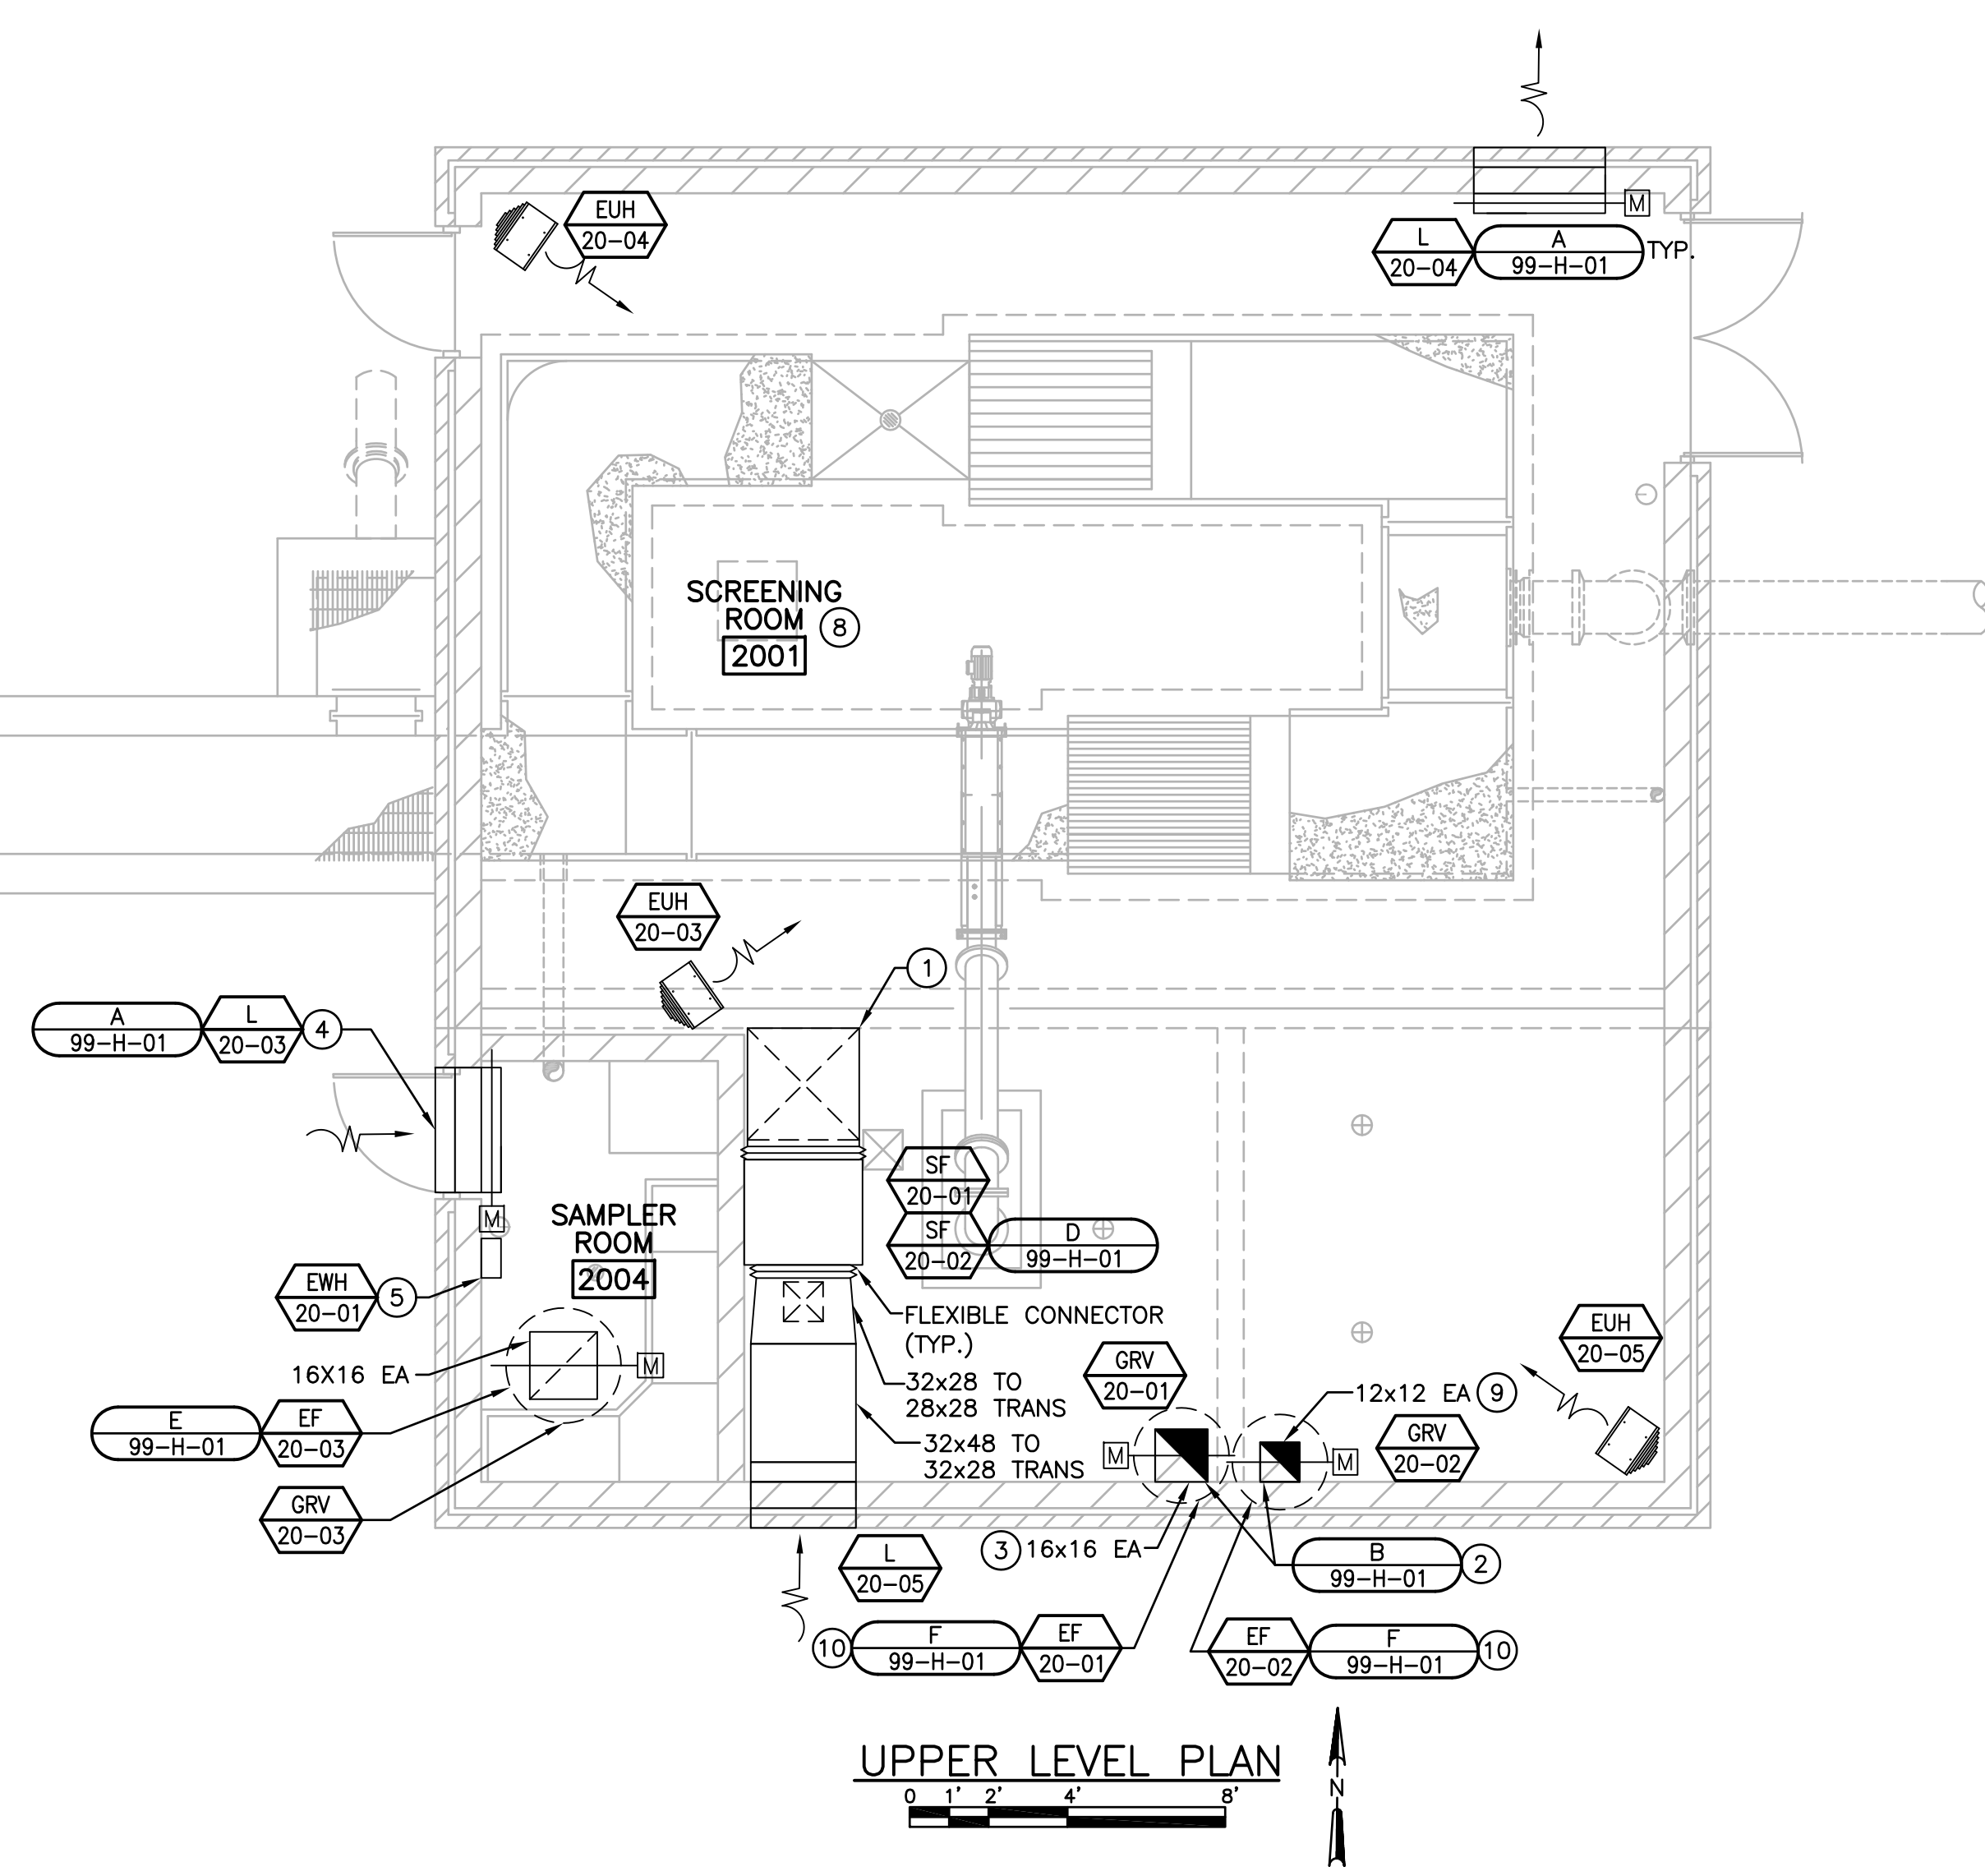 M
EUH
20-04
L
20-04
A
99-H-01
TYP.
SCREENING
ROOM
8
2001
EUH
20-03
1
A
99-H-01
L
20-03
4
M
SF
20-01
SF
20-02
D
99-H-01
SAMPLER
ROOM
2004
EWH
20-01
5
FLEXIBLE CONNECTOR
(TYP.)
16X16 EA
M
32x28 TO
28x28 TRANS
32x48 TO
32x28 TRANS
GRV
20-01
12x12 EA
9
EUH
20-05
E
99-H-01
EF
20-03
M
M
GRV
20-02
GRV
20-03
L
20-05
3
16x16 EA
B
99-H-01
2
10
F
99-H-01
EF
20-01
EF
20-02
F
99-H-01
10
UPPER LEVEL PLAN
0 1' 2' 4' 8'
N